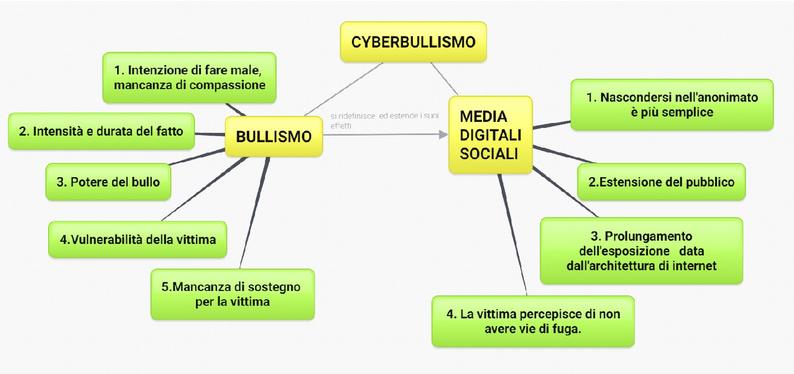 CYBERBULLISMO
1. Intenzione di fare male,
mancanza di compassione
2. Intensità e durata del fatto
BULLISMO
3. Potere del bullo
4.Vulnerabilità della vittima
5.Mancanza di sostegno
per la vittima
si ridefinisce ed estende i suoi
effetti
MEDIA
DIGITALI
SOCIALI
1. Nascondersi nell'anonimato
è più semplice
2.Estensione del pubblico
3. Prolungamento
dell'esposizione data
dall'architettura di internet
4. La vittima percepisce di non
avere vie di fuga.